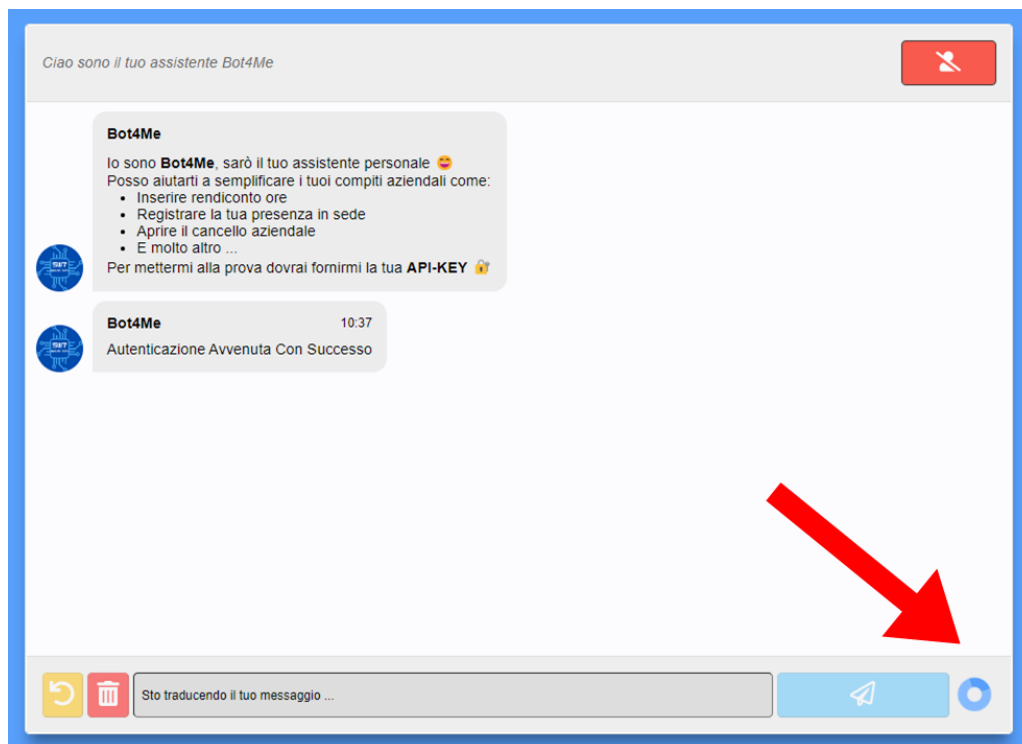 Ciao sono il tuo assistente Bot4Me
Bot4Me
Io sono Bot4Me, sarò il tuo assistente personale 😄
Posso aiutarti a semplificare i tuoi compiti aziendali come:
• Inserire rendiconto ore
• Registrare la tua presenza in sede
• Aprire il cancello aziendale
• E molto altro ...
Per mettermi alla prova dovrai fornirmi la tua API-KEY 🔐
Bot4Me 10:37
Autenticazione Avvenuta Con Successo
Sto traducendo il tuo messaggio ...